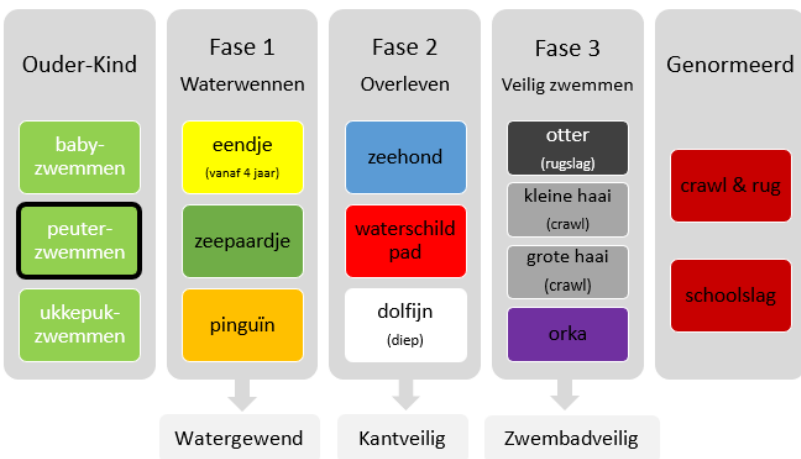 Ouder-Kind
baby-
zwemmen
peuter-
zwemmen
ukkepuk-
zwemmen
Fase 1
Waterwennen
eendje
(vanaf 4 jaar)
zeepaardje
pinguïn
Watergewend
Fase 2
Overleven
zeehond
waterschild
pad
dolfijn
(diep)
Kantveilig
Fase 3
Veilig zwemmen
otter
(rugslag)
kleine haai
(crawl)
grote haai
(crawl)
orka
Zwembadveilig
Genormeerd
crawl & rug
schoolslag